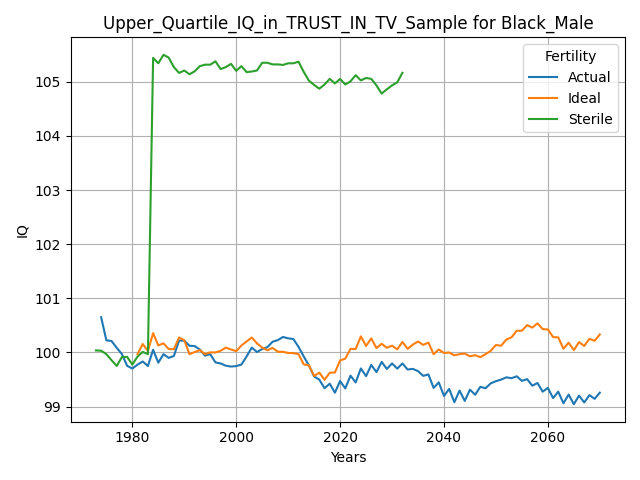 Upper_Quartile_IQ_in_TRUST_IN_TV_Sample for Black_Male
Fertility
Actual
Ideal
Sterile
105
104
103
102
101
100
99
IQ
1980
2000
2020
2040
2060
Years